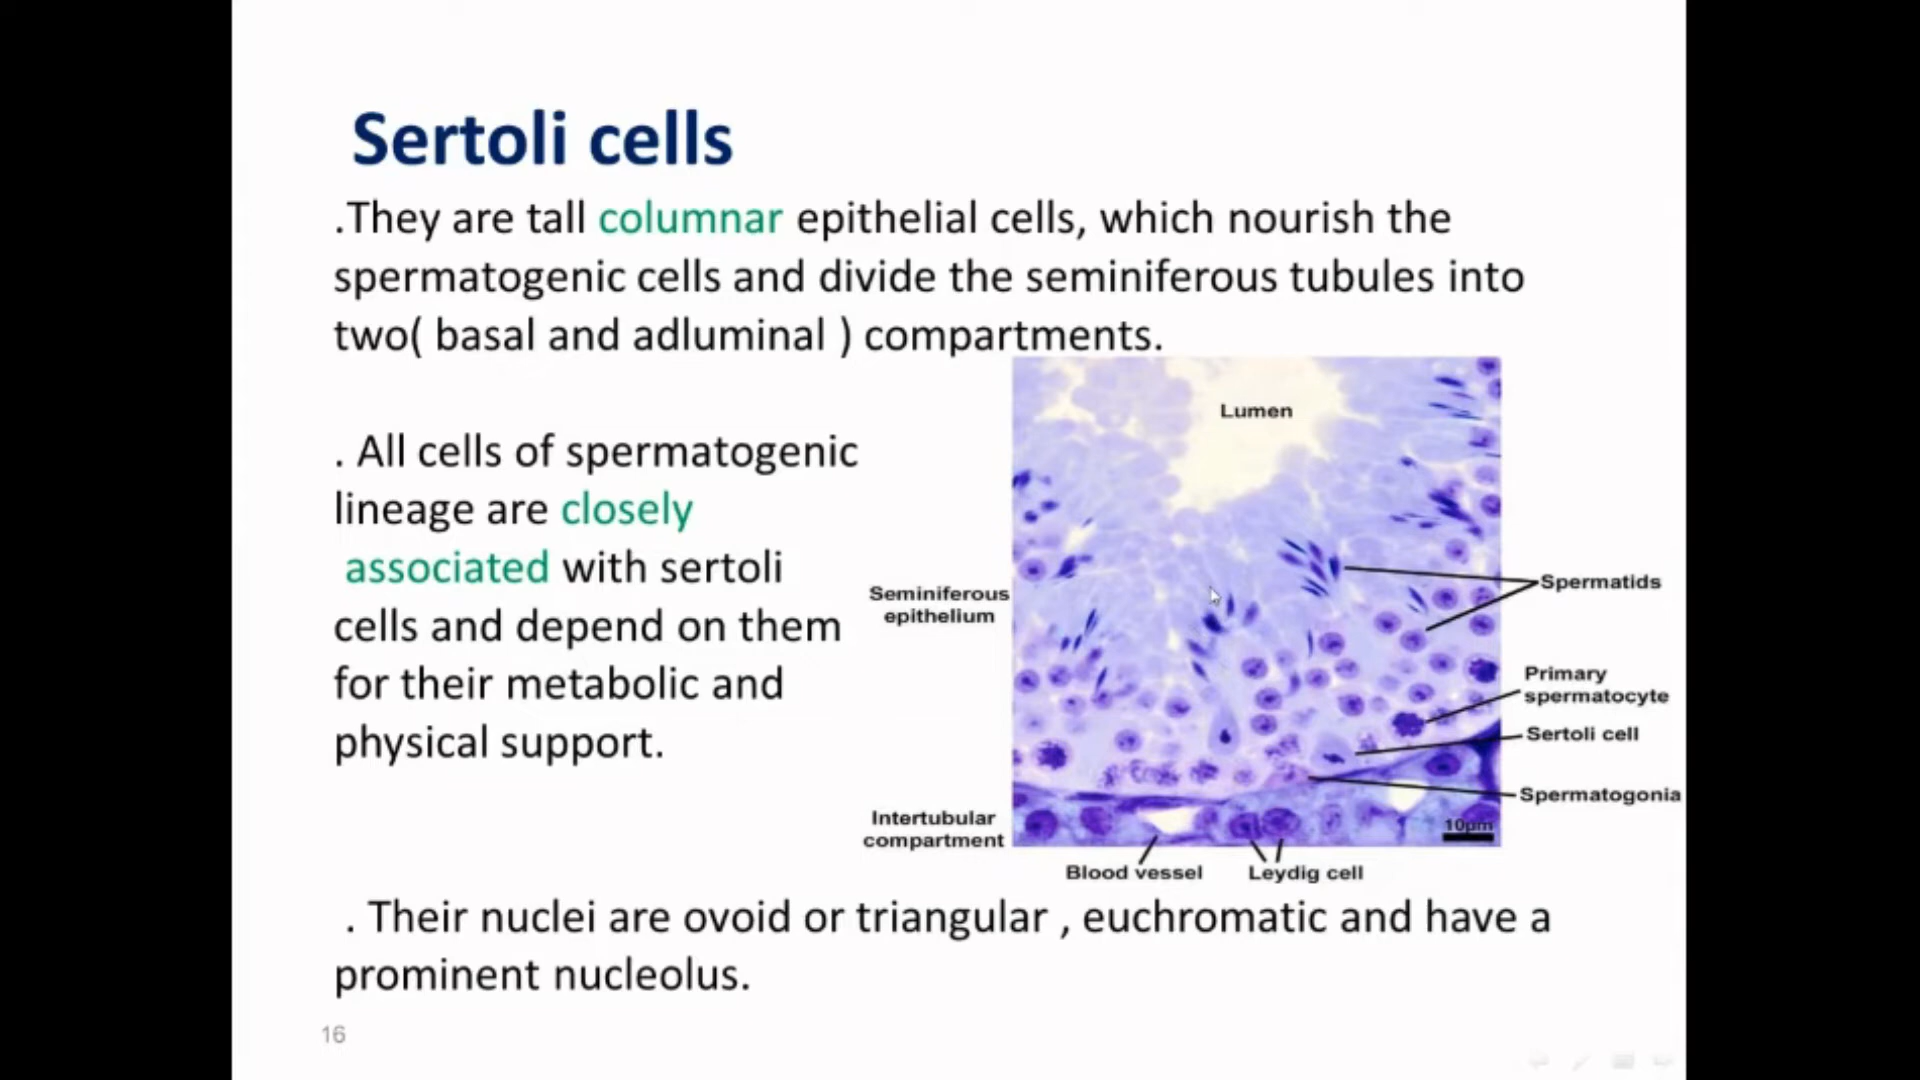 Sertoli cells
.They are tall columnar epithelial cells, which nourish the
spermatogenic cells and divide the seminiferous tubules into
two( basal and adluminal ) compartments.
. All cells of spermatogenic
lineage are closely
associated with sertoli
cells and depend on them
for their metabolic and
physical support.
Lumen
Seminiferous
epithelium
Spermatids
Primary
spermatocyte
Sertoli cell
Spermatogonia
Intertubular
compartment
10µm
Blood vessel
Leydig cell
. Their nuclei are ovoid or triangular , euchromatic and have a
prominent nucleolus.
16